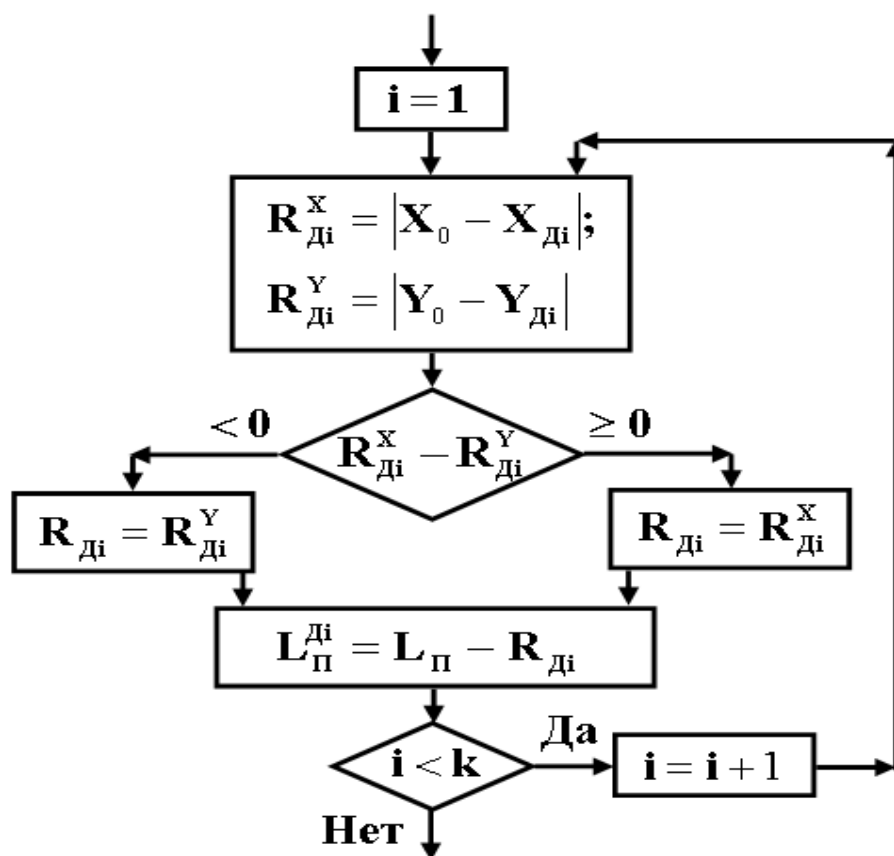 i = 1
R^X_Дi = |X_0 − X_Дi|;
R^Y_Дi = |Y_0 − Y_Дi|
< 0
≥ 0
R^X_Дi − R^Y_Дi
R_Дi = R^Y_Дi
R_Дi = R^X_Дi
L^Дi_П = L_П − R_Дi
i < k
Да
i = i + 1
Нет